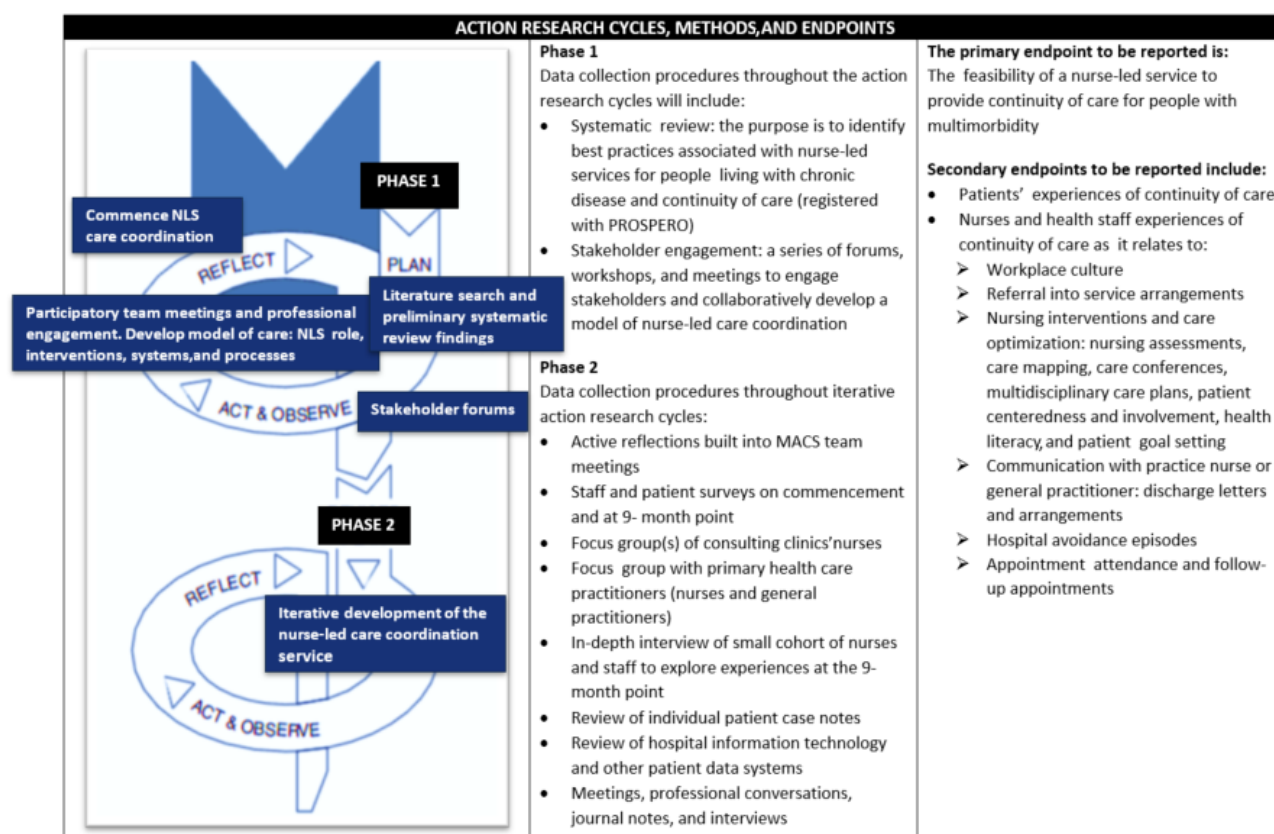 ACTION RESEARCH CYCLES, METHODS,AND ENDPOINTS
PHASE 1
Commence NLS
care coordination
REFLECT
PLAN
Participatory team meetings and professional
engagement. Develop model of care: NLS role,
interventions, systems,and processes
Literature search and
preliminary systematic
review findings
ACT & OBSERVE
Stakeholder forums
PHASE 2
REFLECT
Iterative development of the
nurse-led care coordination
service
ACT & OBSERVE
Phase 1
Data collection procedures throughout the action
research cycles will include:
• Systematic review: the purpose is to identify
best practices associated with nurse-led
services for people living with chronic
disease and continuity of care (registered
with PROSPERO)
• Stakeholder engagement: a series of forums,
workshops, and meetings to engage
stakeholders and collaboratively develop a
model of nurse-led care coordination
Phase 2
Data collection procedures throughout iterative
action research cycles:
• Active reflections built into MACS team
meetings
• Staff and patient surveys on commencement
and at 9- month point
• Focus group(s) of consulting clinics'nurses
• Focus group with primary health care
practitioners (nurses and general
practitioners)
• In-depth interview of small cohort of nurses
and staff to explore experiences at the 9-
month point
• Review of individual patient case notes
• Review of hospital information technology
and other patient data systems
• Meetings, professional conversations,
journal notes, and interviews
The primary endpoint to be reported is:
The feasibility of a nurse-led service to
provide continuity of care for people with
multimorbidity
Secondary endpoints to be reported include:
• Patients' experiences of continuity of care
• Nurses and health staff experiences of
continuity of care as it relates to:
➢ Workplace culture
➢ Referral into service arrangements
➢ Nursing interventions and care
optimization: nursing assessments,
care mapping, care conferences,
multidisciplinary care plans, patient
centeredness and involvement, health
literacy, and patient goal setting
➢ Communication with practice nurse or
general practitioner: discharge letters
and arrangements
➢ Hospital avoidance episodes
➢ Appointment attendance and follow-
up appointments